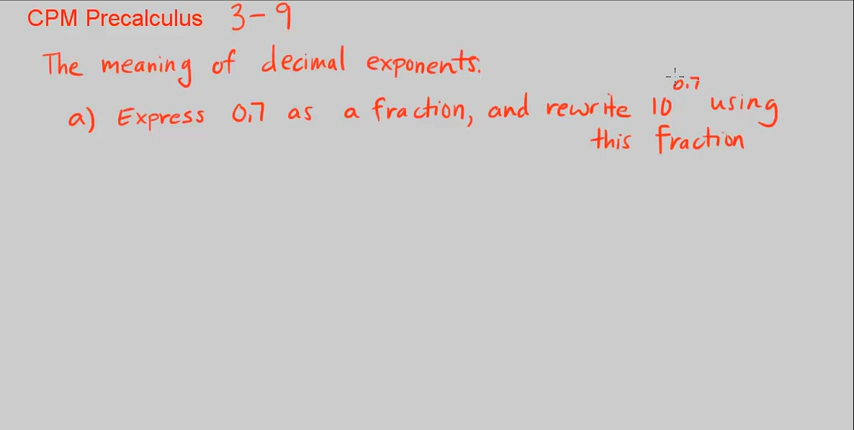 CPM Precalculus 3-9
The meaning of decimal exponents.
a) Express 0.7 as a fraction, and rewrite 10^0.7 using
this fraction